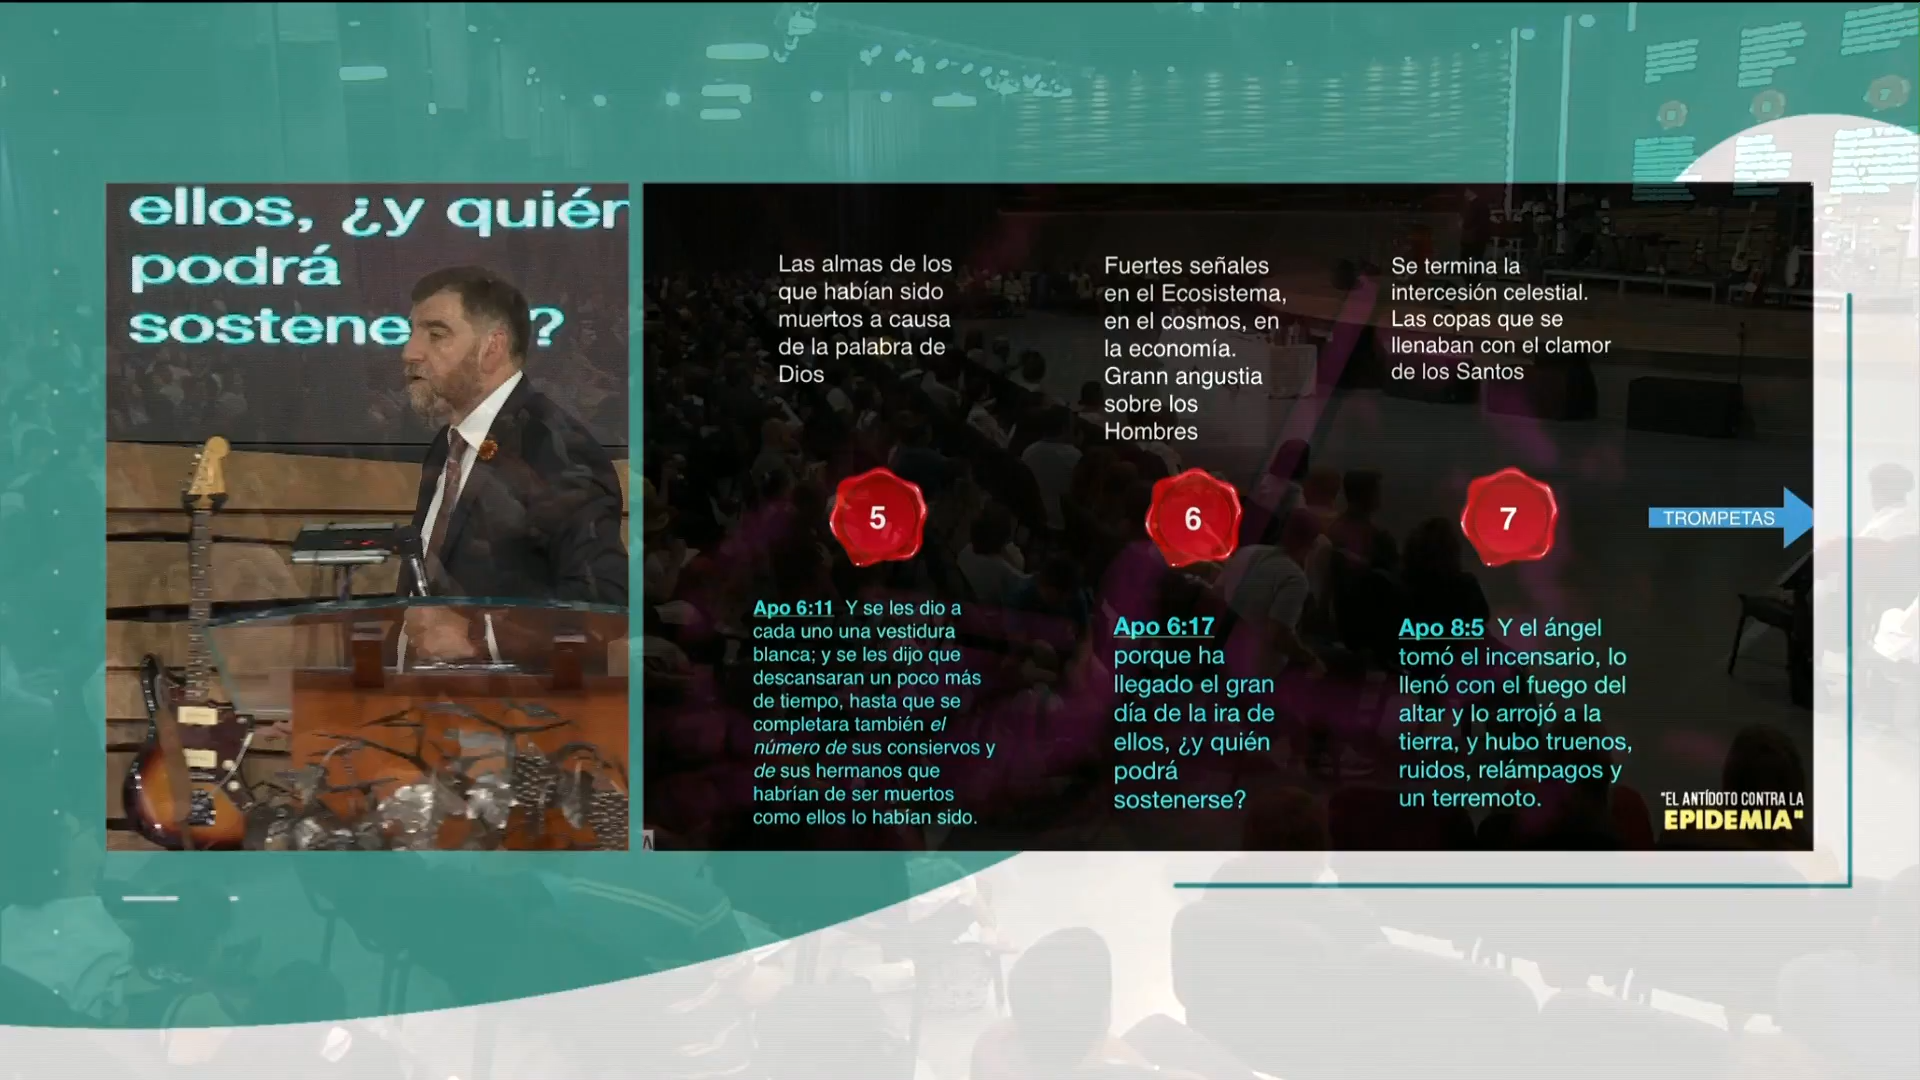 ellos, ¿y quién
podrá
sostene ?
Las almas de los
que habían sido
muertos a causa
de la palabra de
Dios
Fuertes señales
en el Ecosistema,
en el cosmos, en
la economía.
Grann angustia
sobre los
Hombres
Se termina la
intercesión celestial.
Las copas que se
llenaban con el clamor
de los Santos
5
6
7
TROMPETAS
Apo 6:11 Y se les dio a
cada uno una vestidura
blanca; y se les dijo que
descansaran un poco más
de tiempo, hasta que se
completara también el
número de sus consiervos y
de sus hermanos que
habrían de ser muertos
como ellos lo habían sido.
Apo 6:17
porque ha
llegado el gran
día de la ira de
ellos, ¿y quién
podrá
sostenerse?
Apo 8:5 Y el ángel
tomó el incensario, lo
llenó con el fuego del
altar y lo arrojó a la
tierra, y hubo truenos,
ruidos, relámpagos y
un terremoto.
"EL ANTÍDOTO CONTRA LA
EPIDEMIA"